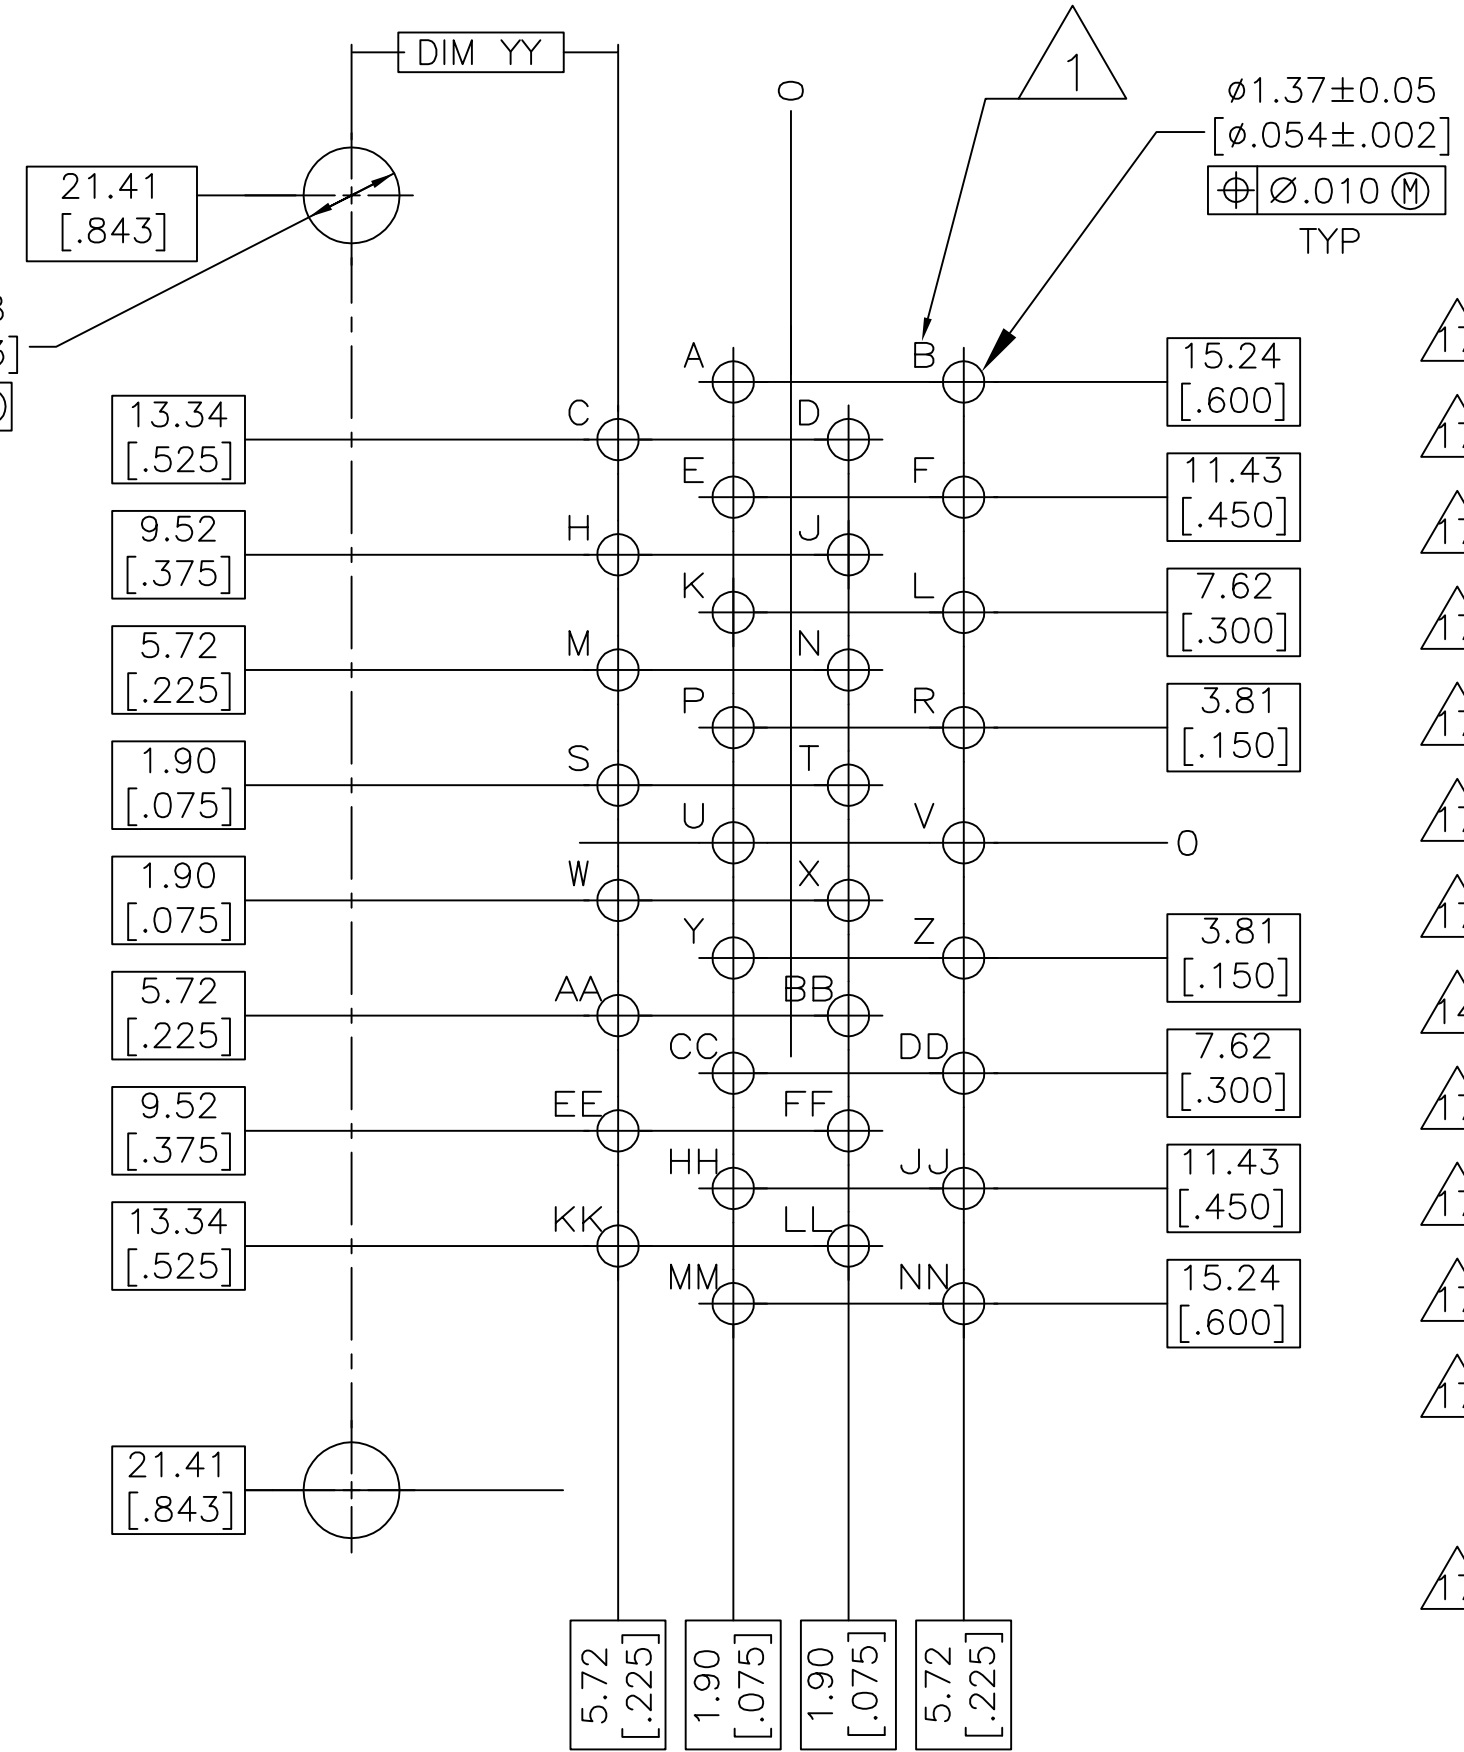 DIM YY
1
0
ø1.37±0.05
[ø.054±.002]
⌖ Ø.010 Ⓜ
TYP
21.41
[.843]
A
B
15.24
[.600]
13.34
[.525]
C
D
E
F
11.43
[.450]
9.52
[.375]
H
J
K
L
7.62
[.300]
5.72
[.225]
M
N
P
R
3.81
[.150]
1.90
[.075]
S
T
U
V
0
1.90
[.075]
W
X
Y
Z
3.81
[.150]
5.72
[.225]
AA
BB
CC
DD
7.62
[.300]
9.52
[.375]
EE
FF
HH
JJ
11.43
[.450]
13.34
[.525]
KK
LL
MM
NN
15.24
[.600]
21.41
[.843]
5.72
[.225]
1.90
[.075]
1.90
[.075]
5.72
[.225]